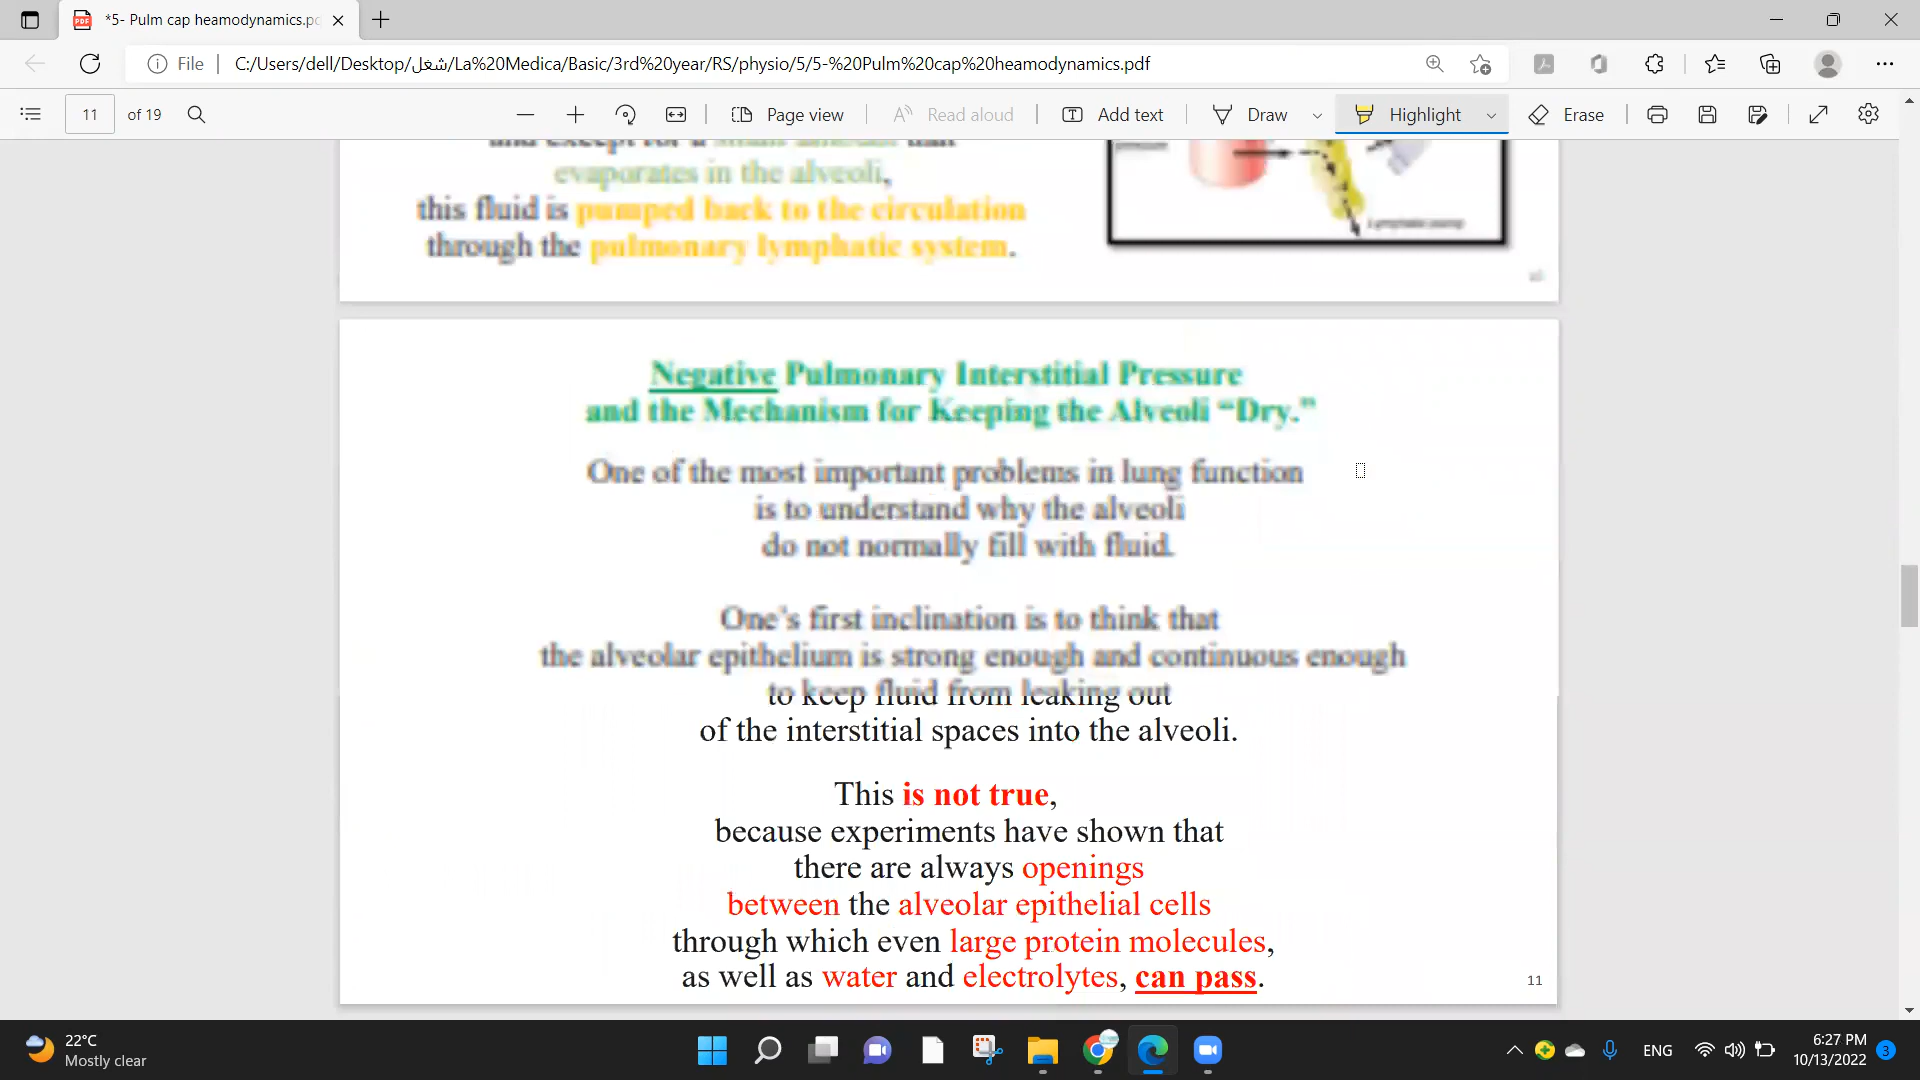 *5- Pulm cap heamodynamics.pd
File
C:/Users/dell/Desktop/شغل/La%20Medica/Basic/3rd%20year/RS/physio/5/5-%20Pulm%20cap%20heamodynamics.pdf
11 of 19
Page view
Read aloud
Add text
Draw
Highlight
Erase
evaporates in the alveoli,
this fluid is pumped back to the circulation
through the pulmonary lymphatic system.
pressure
Lymphatic pump
Negative Pulmonary Interstitial Pressure
and the Mechanism for Keeping the Alveoli “Dry.”
One of the most important problems in lung function
is to understand why the alveoli
do not normally fill with fluid.
One’s first inclination is to think that
the alveolar epithelium is strong enough and continuous enough
to keep fluid from leaking out
of the interstitial spaces into the alveoli.
This is not true,
because experiments have shown that
there are always openings
between the alveolar epithelial cells
through which even large protein molecules,
as well as water and electrolytes, can pass.
11
22°C
Mostly clear
ENG
6:27 PM
10/13/2022
3